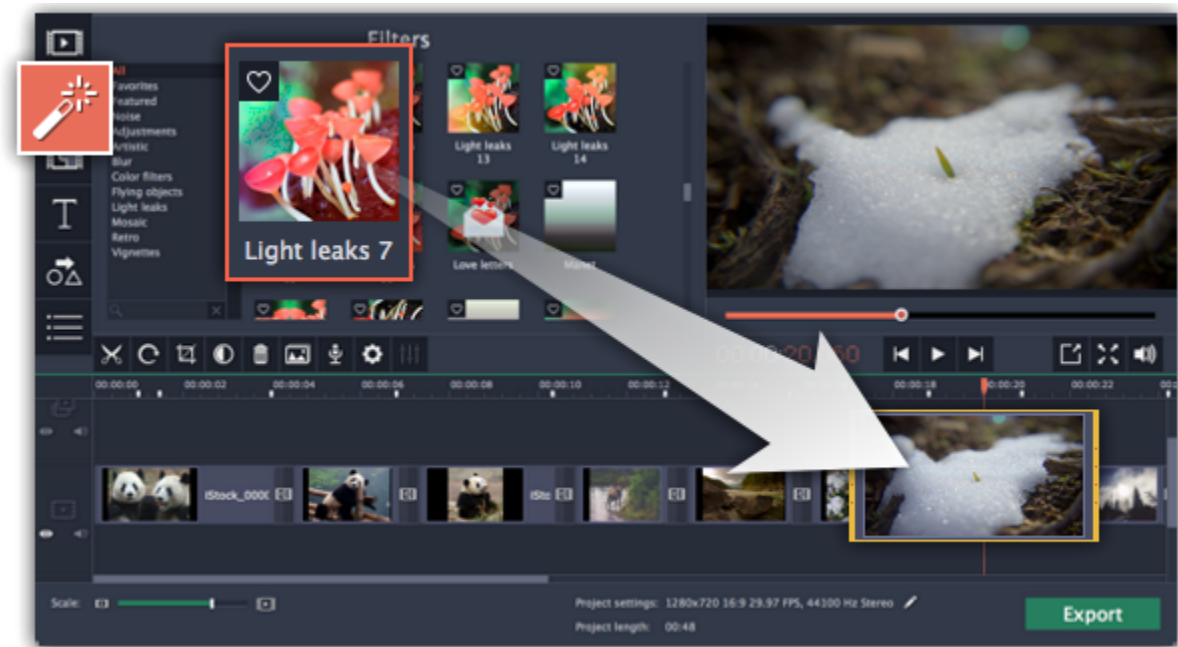 Filters
All
Favorites
Featured
Noise
Adjustments
Artistic
Blur
Color filters
Flying objects
Light leaks
Mosaic
Retro
Vignettes
Light leaks 7
Light leaks
13
Light leaks
14
Love letters
Manet
00:00:00 00:00:02 00:00:04 00:00:06 00:00:08 00:00:10 00:00:12 00:00:18 00:00:20 00:00:22
iStock_000
iSto
Scale:
Project settings: 1280x720 16:9 29.97 FPS, 44100 Hz Stereo
Project length: 00:48
Export